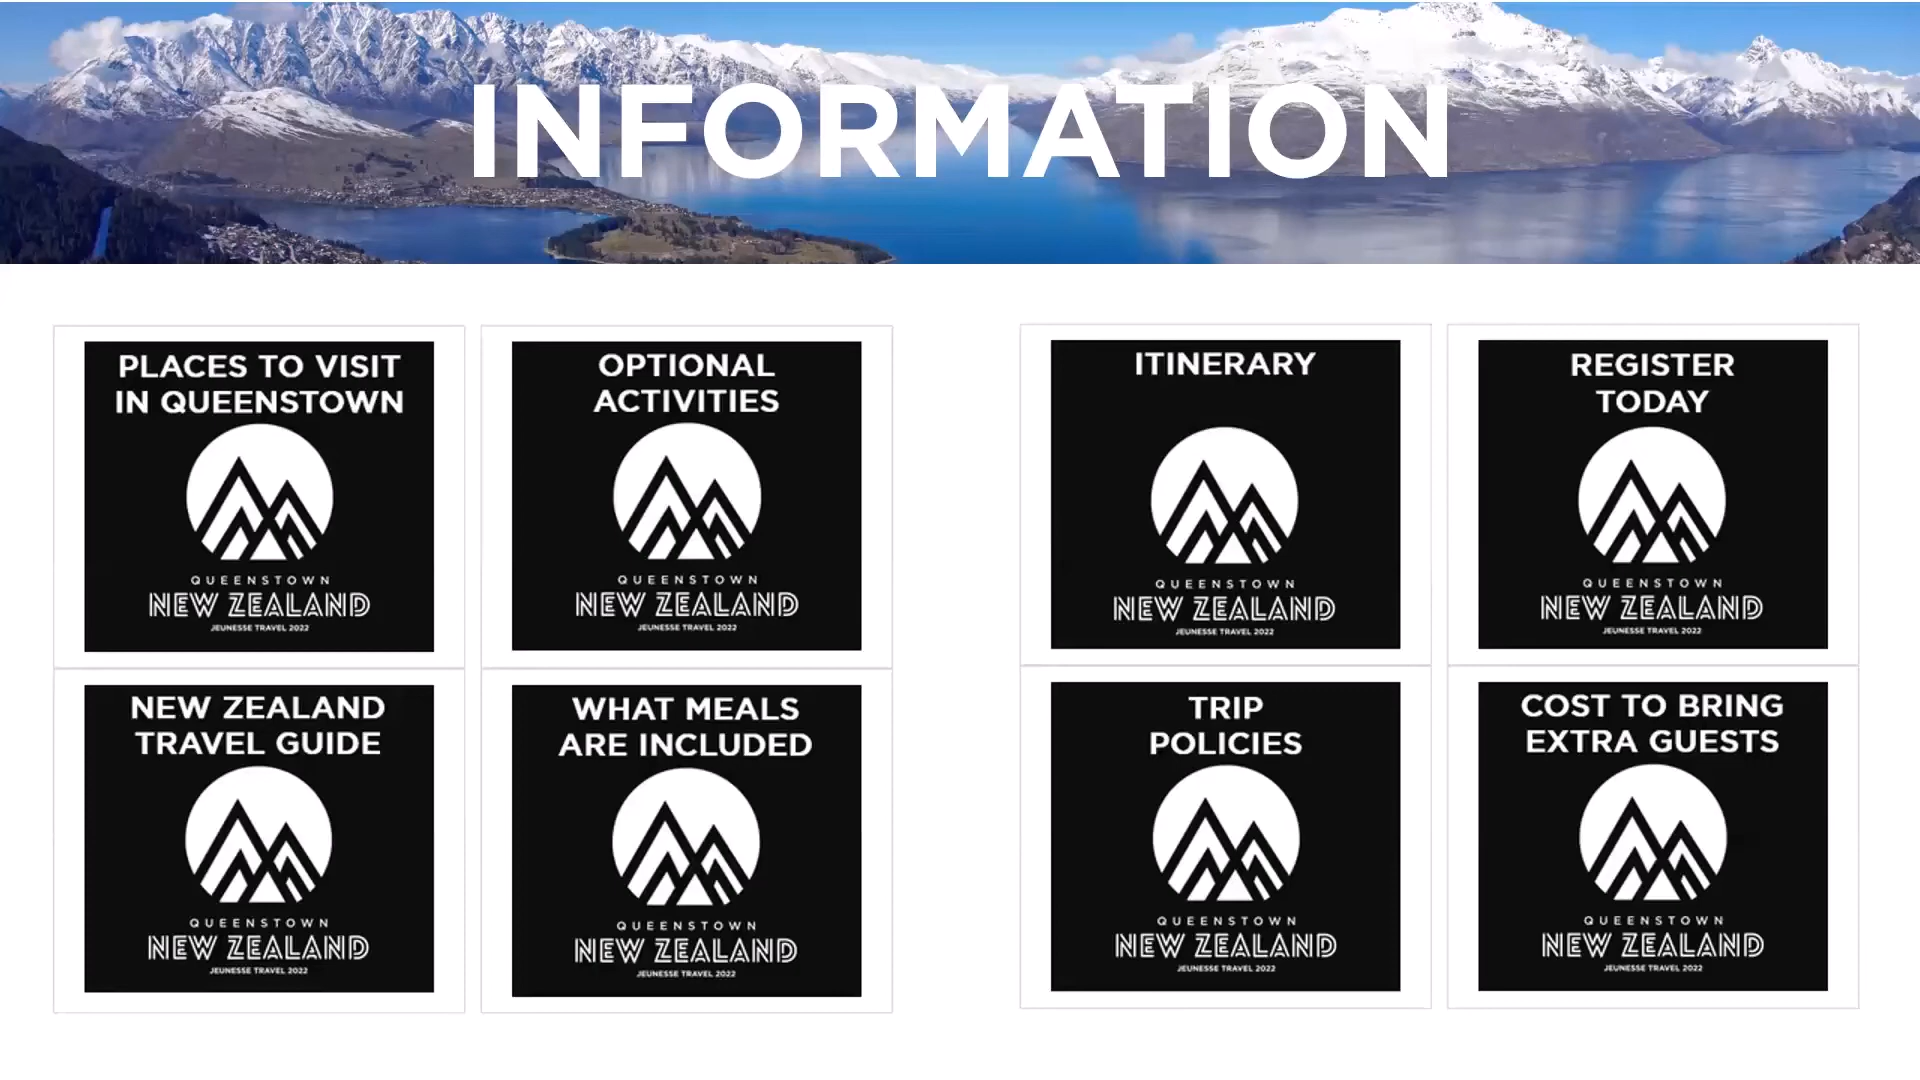 INFORMATION
PLACES TO VISIT
IN QUEENSTOWN
QUEENSTOWN
NEW ZEALAND
JEUNESSE TRAVEL 2022
OPTIONAL
ACTIVITIES
QUEENSTOWN
NEW ZEALAND
JEUNESSE TRAVEL 2022
ITINERARY
QUEENSTOWN
NEW ZEALAND
JEUNESSE TRAVEL 2022
REGISTER
TODAY
QUEENSTOWN
NEW ZEALAND
JEUNESSE TRAVEL 2022
NEW ZEALAND
TRAVEL GUIDE
QUEENSTOWN
NEW ZEALAND
JEUNESSE TRAVEL 2022
WHAT MEALS
ARE INCLUDED
QUEENSTOWN
NEW ZEALAND
JEUNESSE TRAVEL 2022
TRIP
POLICIES
QUEENSTOWN
NEW ZEALAND
JEUNESSE TRAVEL 2022
COST TO BRING
EXTRA GUESTS
QUEENSTOWN
NEW ZEALAND
JEUNESSE TRAVEL 2022